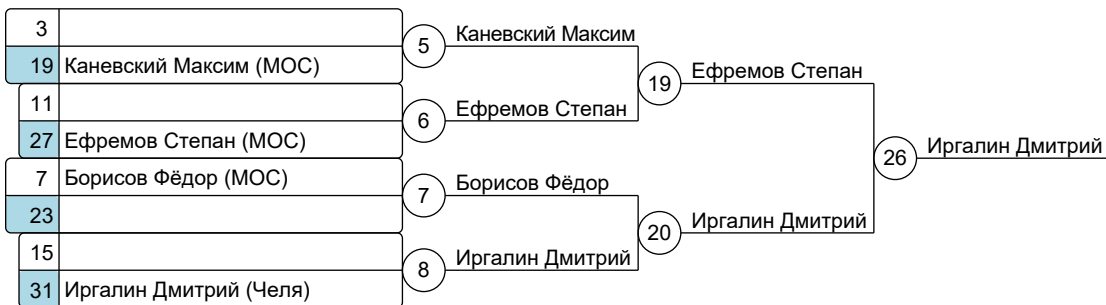 3
19 Каневский Максим (МОС)
11
27 Ефремов Степан (МОС)
7 Борисов Фёдор (МОС)
23
15
31 Иргалин Дмитрий (Челя)
5 Каневский Максим
6 Ефремов Степан
7 Борисов Фёдор
8 Иргалин Дмитрий
19 Ефремов Степан
20 Иргалин Дмитрий
26 Иргалин Дмитрий